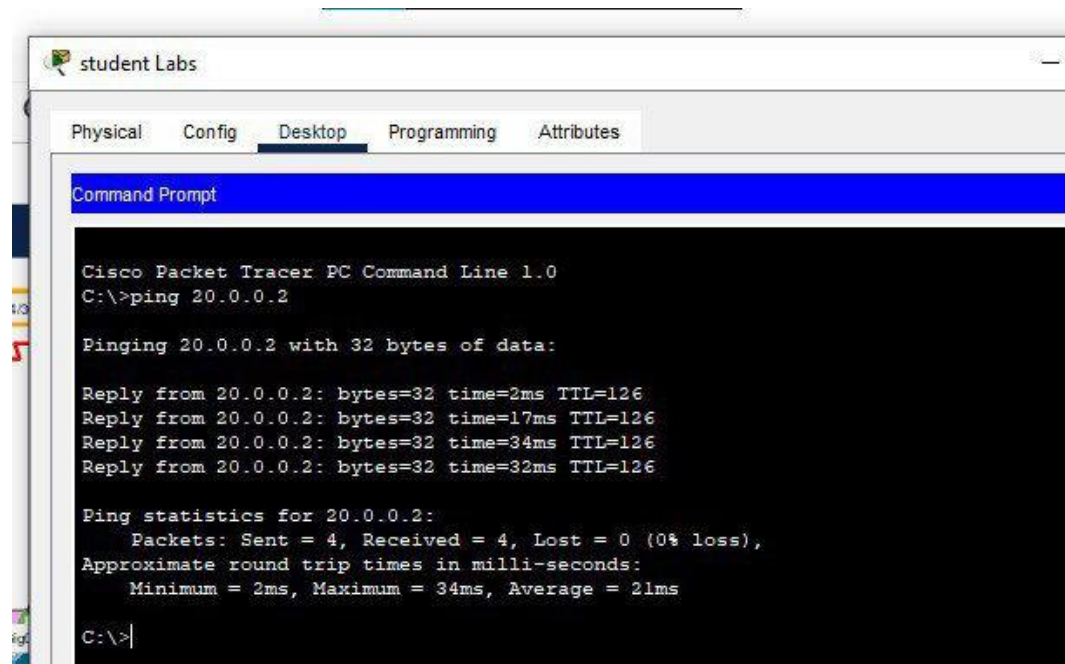 student Labs
Physical Config Desktop Programming Attributes
Command Prompt
Cisco Packet Tracer PC Command Line 1.0
C:\>ping 20.0.0.2
Pinging 20.0.0.2 with 32 bytes of data:
Reply from 20.0.0.2: bytes=32 time=2ms TTL=126
Reply from 20.0.0.2: bytes=32 time=17ms TTL=126
Reply from 20.0.0.2: bytes=32 time=34ms TTL=126
Reply from 20.0.0.2: bytes=32 time=32ms TTL=126
Ping statistics for 20.0.0.2:
Packets: Sent = 4, Received = 4, Lost = 0 (0% loss),
Approximate round trip times in milli-seconds:
Minimum = 2ms, Maximum = 34ms, Average = 21ms
C:\>